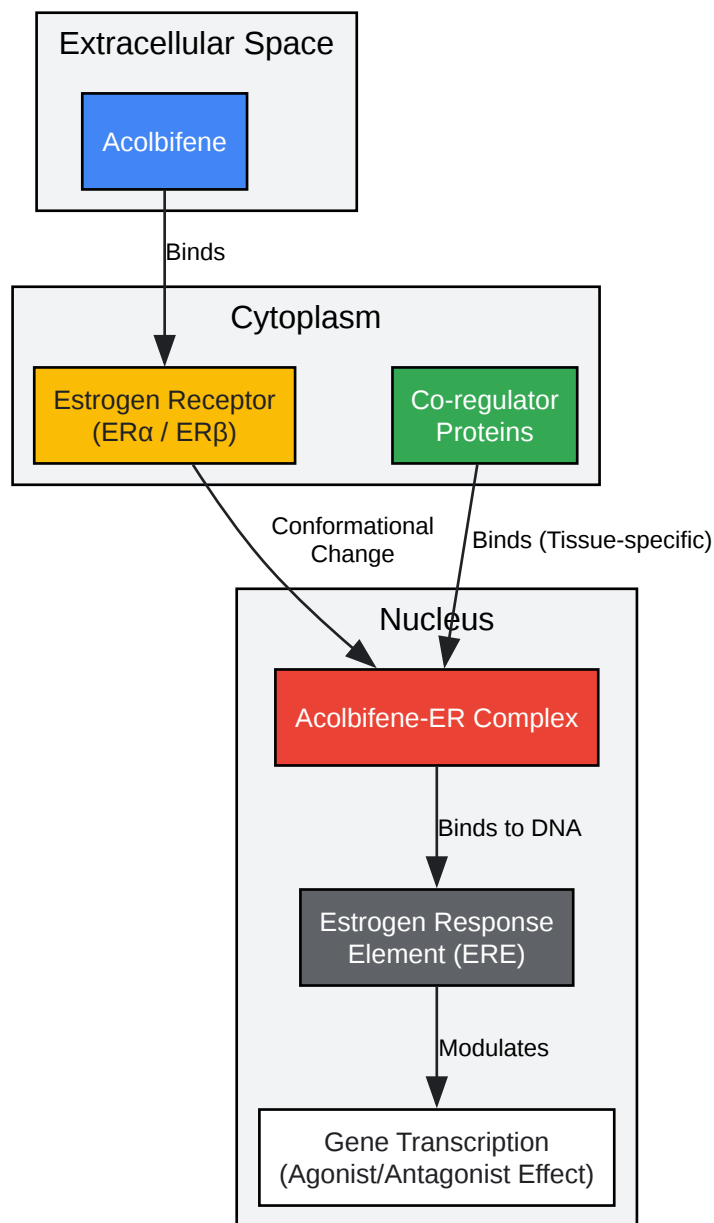 Extracellular Space
Acolbifene
Binds
Cytoplasm
Estrogen Receptor
(ERα / ERβ)
Co-regulator
Proteins
Conformational
Change
Binds (Tissue-specific)
Nucleus
Acolbifene-ER Complex
Binds to DNA
Estrogen Response
Element (ERE)
Modulates
Gene Transcription
(Agonist/Antagonist Effect)